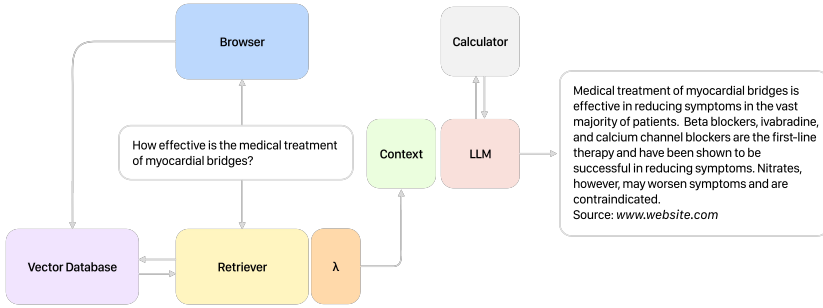 Browser
Calculator
How effective is the medical treatment
of myocardial bridges?
Context
LLM
Medical treatment of myocardial bridges is
effective in reducing symptoms in the vast
majority of patients. Beta blockers, ivabradine,
and calcium channel blockers are the first-line
therapy and have been shown to be
successful in reducing symptoms. Nitrates,
however, may worsen symptoms and are
contraindicated.
Source: www.website.com
Vector Database
Retriever
λ